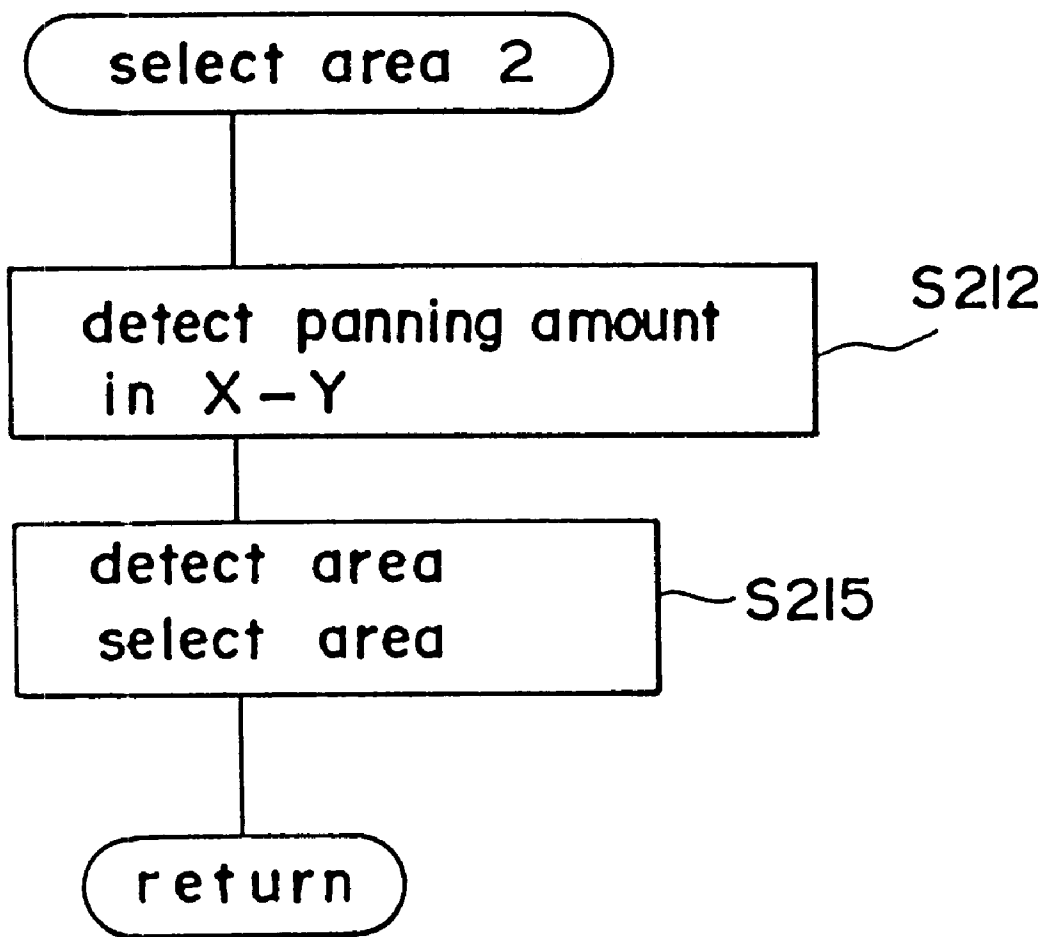 select area 2
detect panning amount
in X-Y
S212
detect area
select area
S215
return